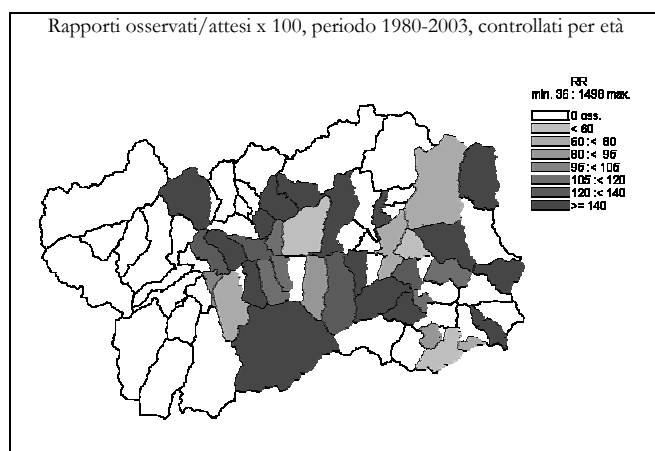 Rapporti osservati/attesi x 100, periodo 1980-2003, controllati per età
RR
min. 36 : 1498 max.
0 oss.
< 60
60 :< 80
80 :< 95
95 :< 105
105 :< 120
120 :< 140
>= 140